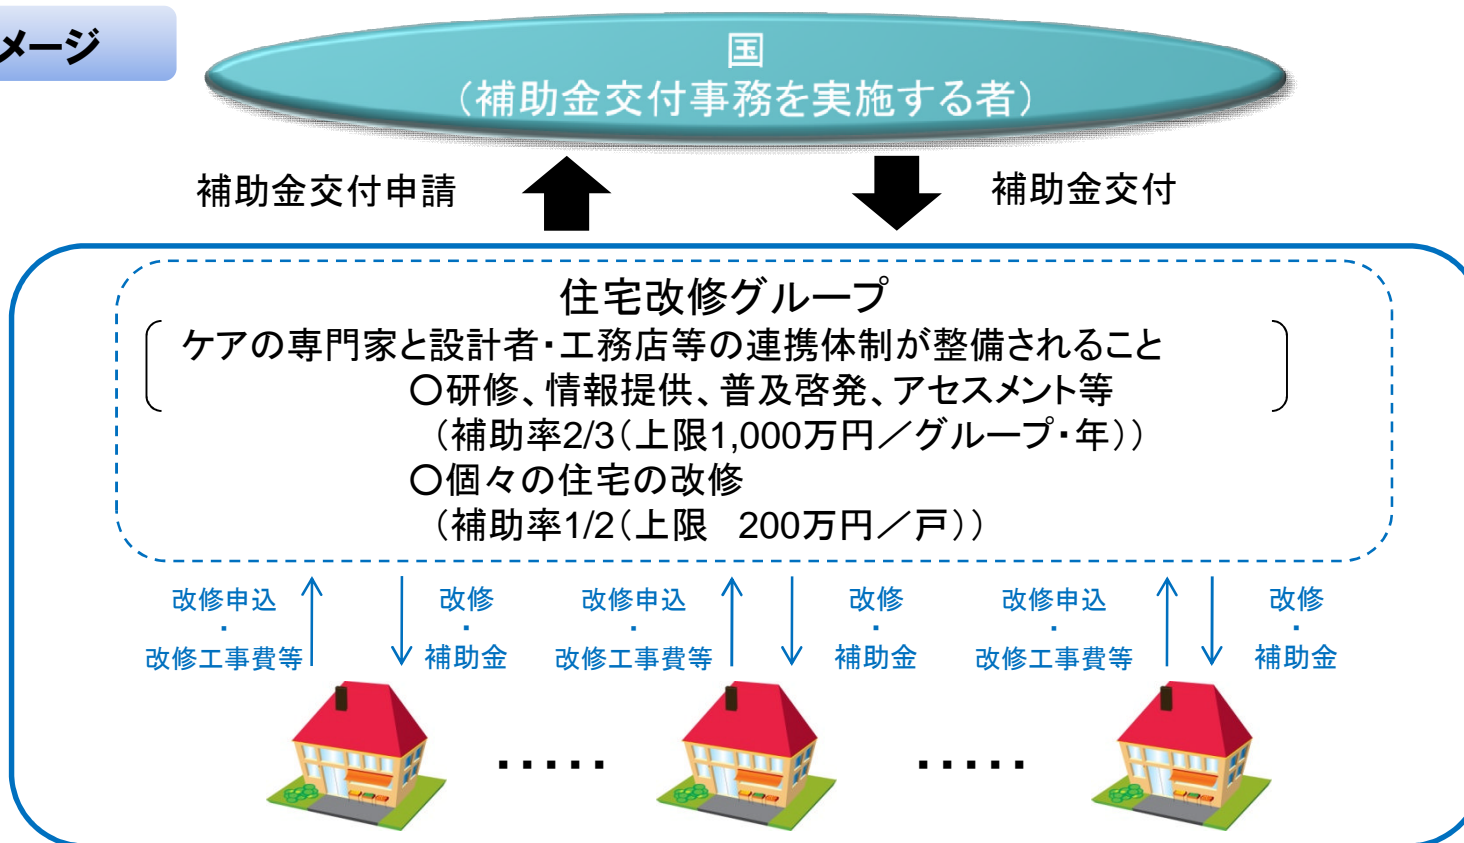 メージ
国
（補助金交付事務を実施する者）
補助金交付申請
補助金交付
住宅改修グループ
ケアの専門家と設計者・工務店等の連携体制が整備されること
○研修、情報提供、普及啓発、アセスメント等
（補助率2/3（上限1,000万円／グループ・年））
○個々の住宅の改修
（補助率1/2（上限　200万円／戸））
改修申込
・
改修工事費等
改修
・
補助金
改修申込
・
改修工事費等
改修
・
補助金
改修申込
・
改修工事費等
改修
・
補助金
・・・・・
・・・・・